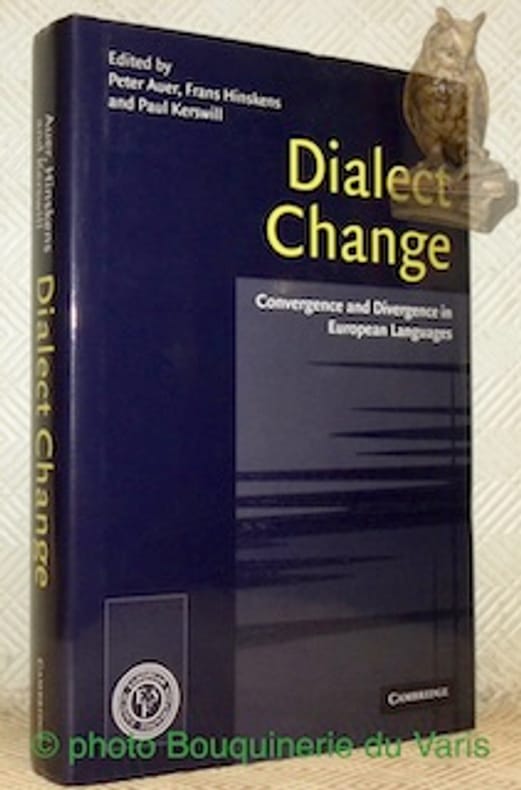 Edited by
Peter Auer, Frans Hinskens
and Paul Kerswill
Dialect
Change
Convergence and Divergence in
European Languages
CAMBRIDGE
Auer, Hinskens
and Kerswill
Dialect Change
© photo Bouquinerie du Varis